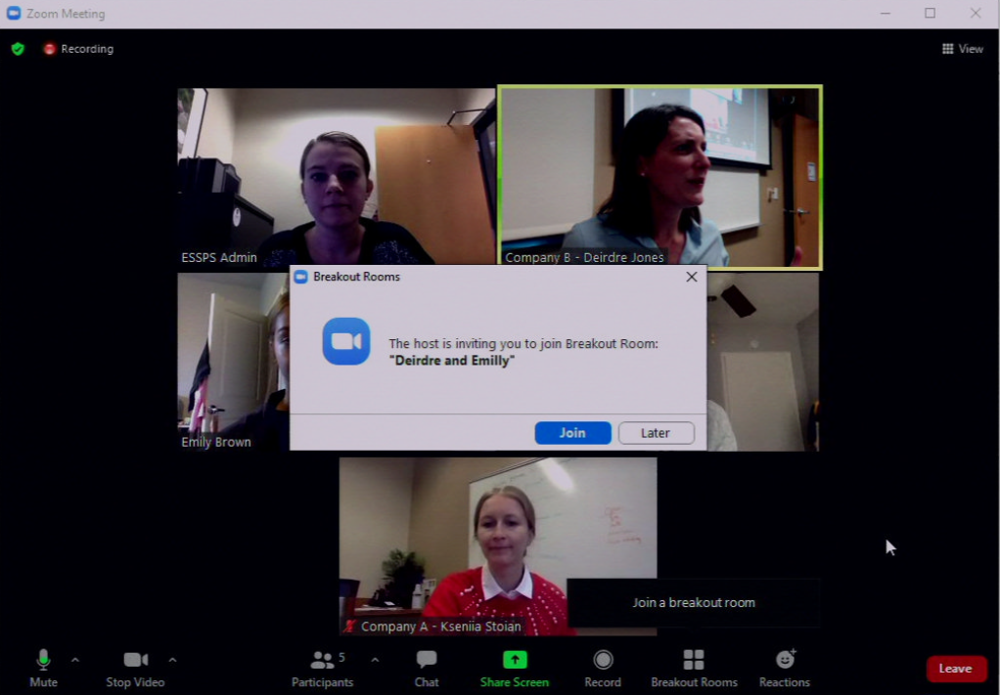 Zoom Meeting
Recording
View
ESSPS Admin
Company B - Deirdre Jones
Breakout Rooms
The host is inviting you to join Breakout Room:
"Deirdre and Emilly"
Join
Later
Emily Brown
Company A - Kseniia Stoian
Join a breakout room
5
Mute
Stop Video
Participants
Chat
Share Screen
Record
Breakout Rooms
Reactions
Leave